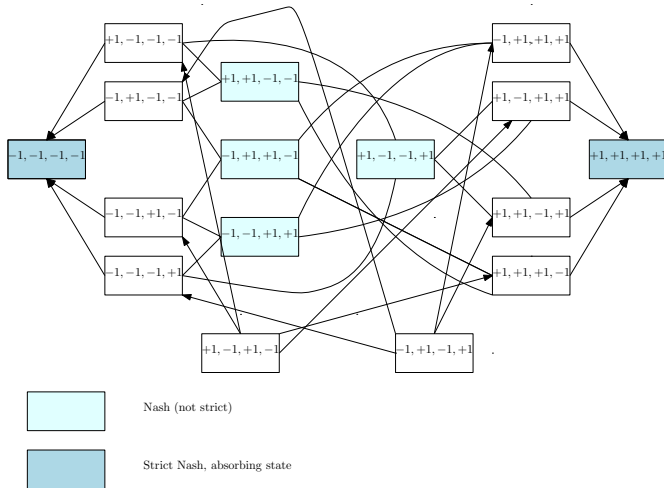 +1, −1, −1, −1
−1, +1, +1, +1
+1, +1, −1, −1
−1, +1, −1, −1
+1, −1, +1, +1
−1, −1, −1, −1
−1, +1, +1, −1
+1, −1, −1, +1
+1, +1, +1, +1
−1, −1, +1, −1
+1, +1, −1, +1
−1, −1, +1, +1
−1, −1, −1, +1
+1, +1, +1, −1
+1, −1, +1, −1
−1, +1, −1, +1
Nash (not strict)
Strict Nash, absorbing state